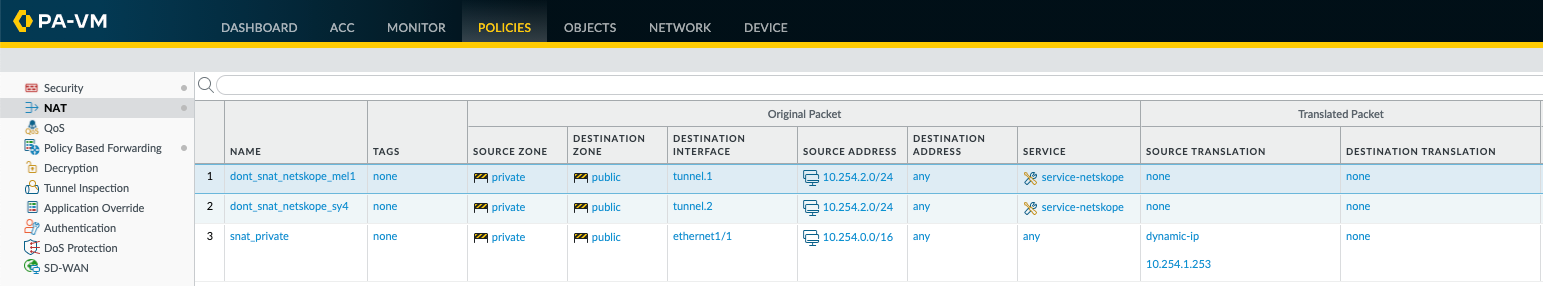 PA-VM
DASHBOARD ACC MONITOR POLICIES OBJECTS NETWORK DEVICE
Security
NAT
QoS
Policy Based Forwarding
Decryption
Tunnel Inspection
Application Override
Authentication
DoS Protection
SD-WAN
Original Packet Translated Packet
NAME TAGS SOURCE ZONE DESTINATION ZONE DESTINATION INTERFACE SOURCE ADDRESS DESTINATION ADDRESS SERVICE SOURCE TRANSLATION DESTINATION TRANSLATION
1 dont_snat_netskope_mel1 none private public tunnel.1 10.254.2.0/24 any service-netskope none none
2 dont_snat_netskope_sy4 none private public tunnel.2 10.254.2.0/24 any service-netskope none none
3 snat_private none private public ethernet1/1 10.254.0.0/16 any any dynamic-ip none
10.254.1.253